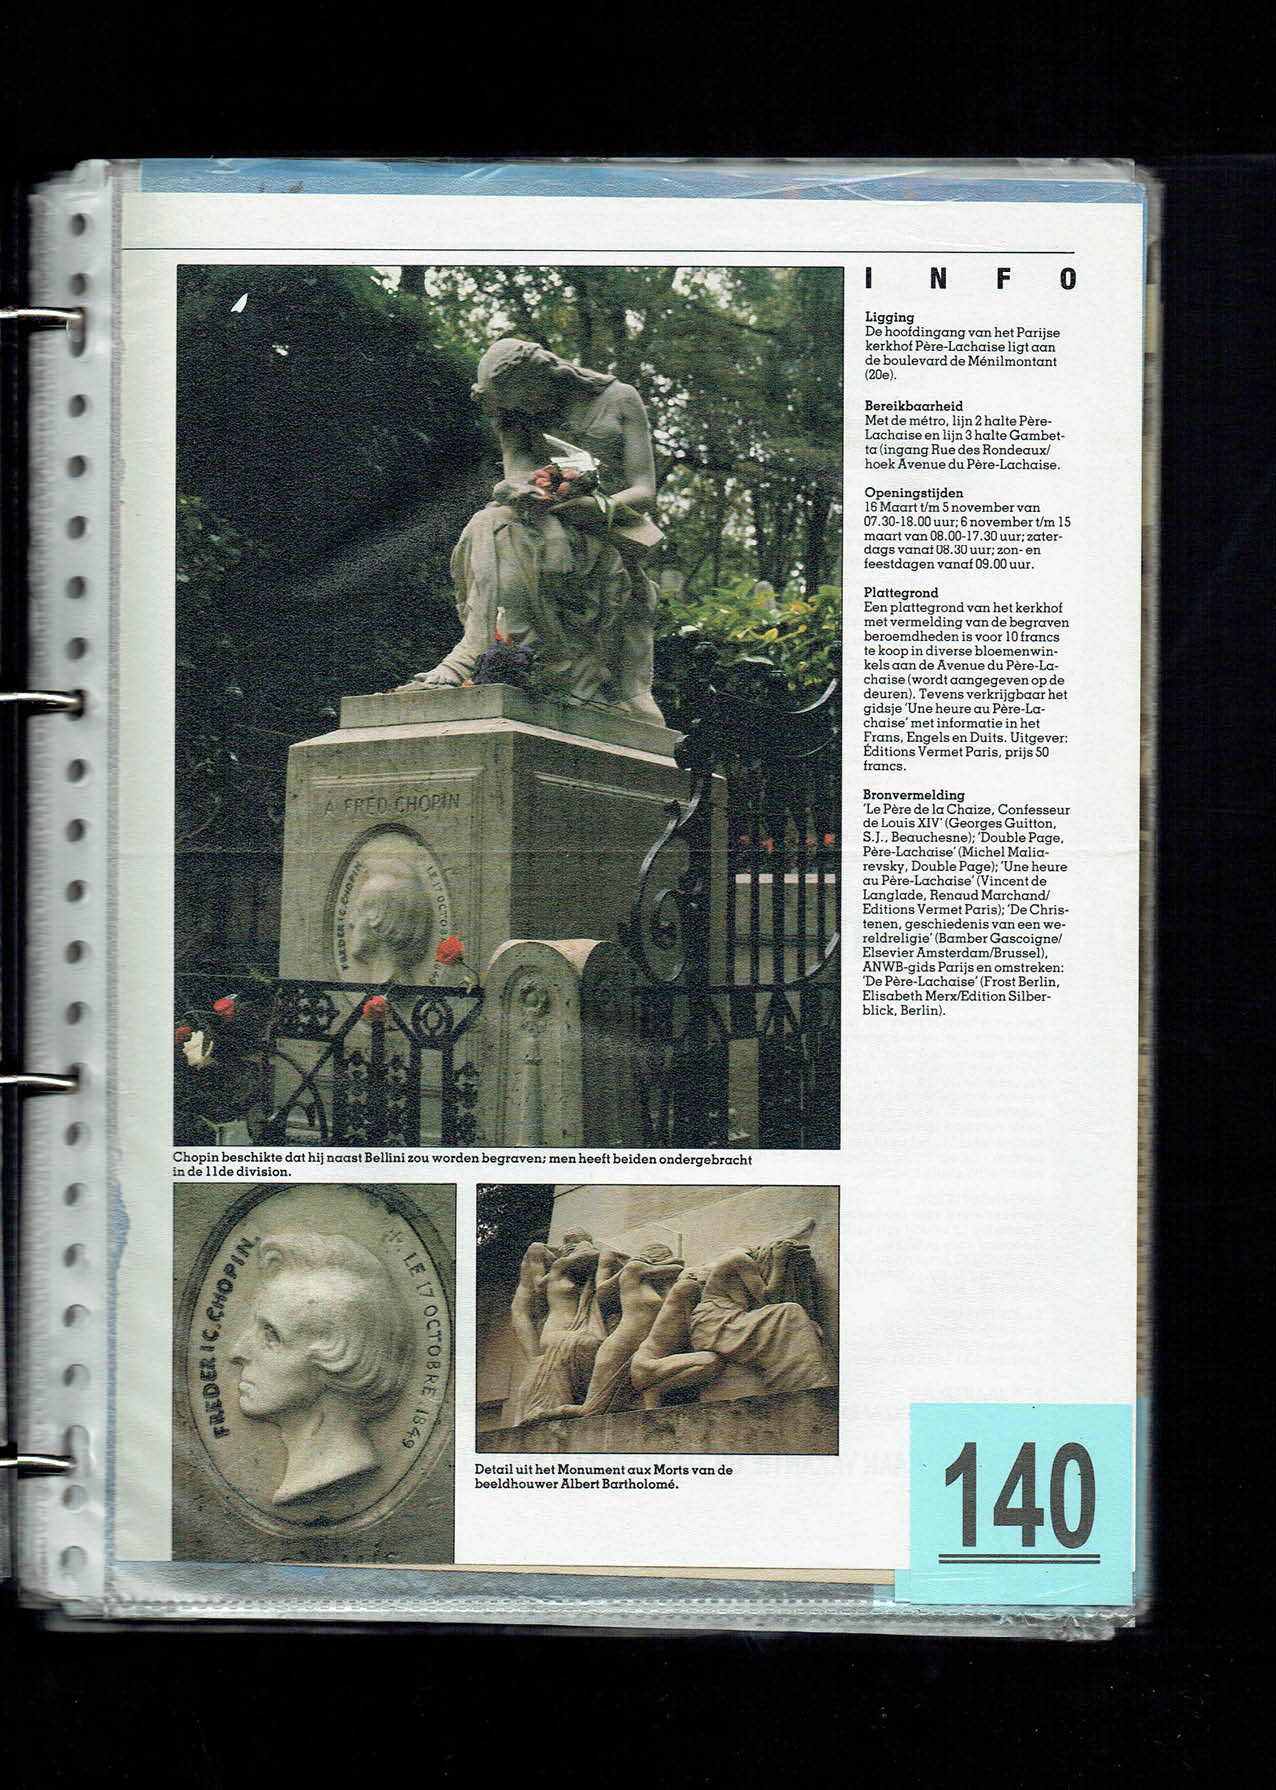 I N F O
Ligging
De hoofdingang van het Parijse
kerkhof Père-Lachaise ligt aan
de boulevard de Ménilmontant
(20e).
Bereikbaarheid
Met de métro, lijn 2 halte Père-
Lachaise en lijn 3 halte Gambet-
ta (ingang Rue des Rondeaux/
hoek Avenue du Père-Lachaise.
Openingstijden
16 Maart t/m 5 november van
07.30-18.00 uur; 6 november t/m 15
maart van 08.00-17.30 uur; zater-
dags vanaf 08.30 uur; zon- en
feestdagen vanaf 09.00 uur.
Plattegrond
Een plattegrond van het kerkhof
met vermelding van de begraven
beroemdheden is voor 10 francs
te koop in diverse bloemenwin-
kels aan de Avenue du Père-La-
chaise (wordt aangegeven op de
deuren). Tevens verkrijgbaar het
gidsje 'Une heure au Père-La-
chaise' met informatie in het
Frans, Engels en Duits. Uitgever:
Éditions Vermet Paris, prijs 50
francs.
Bronvermelding
'Le Père de la Chaize, Confesseur
de Louis XIV' (Georges Guitton,
S.J., Beauchesne); 'Double Page,
Père-Lachaise' (Michel Malia-
revsky, Double Page); 'Une heure
au Père-Lachaise' (Vincent de
Langlade, Renaud Marchand/
Editions Vermet Paris); 'De Chris-
tenen, geschiedenis van een we-
reldreligie' (Bamber Gascoigne/
Elsevier Amsterdam/Brussel),
ANWB-gids Parijs en omstreken:
'De Père-Lachaise' (Frost Berlin,
Elisabeth Merx/Edition Silber-
blick, Berlin).
A FRED CHOPIN
FREDERIC.CHOPIN
LE 17 OCTO
Chopin beschikte dat hij naast Bellini zou worden begraven; men heeft beiden ondergebracht
in de 11de division.
FREDERIC.CHOPIN.
LE 17 OCTOBRE 1849
Detail uit het Monument aux Morts van de
beeldhouwer Albert Bartholomé.
140